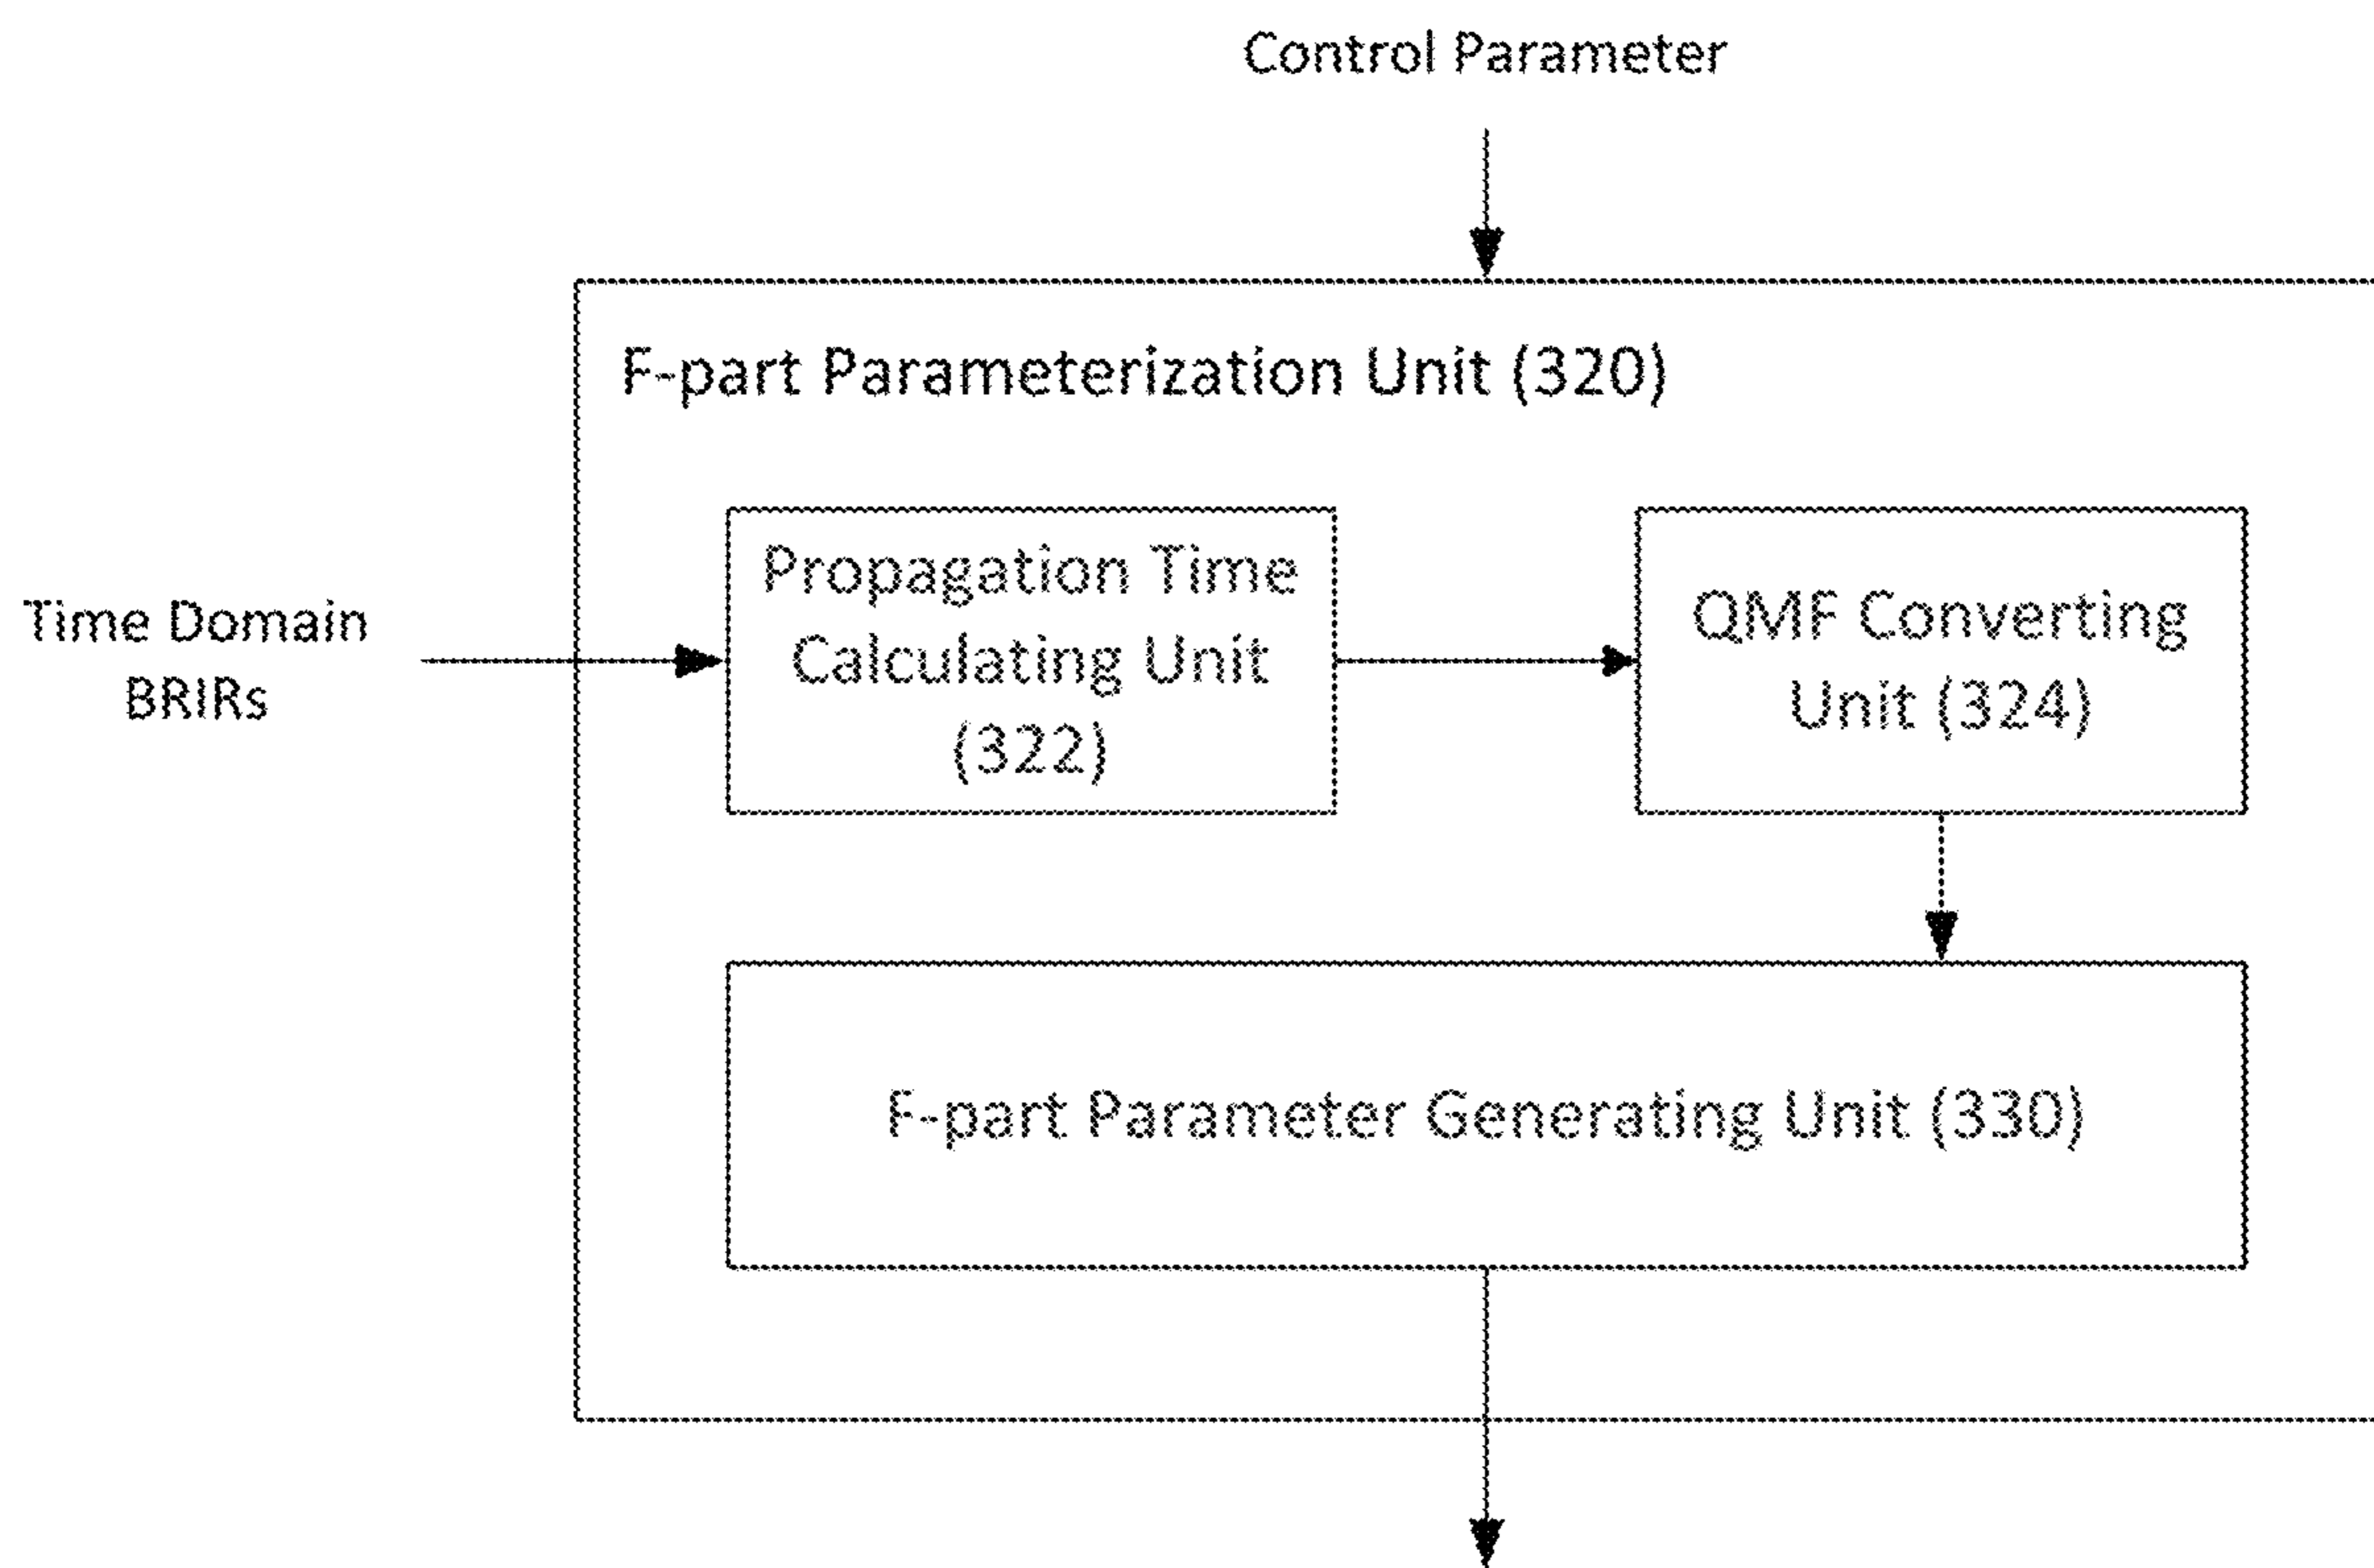 Control Parameter
F-part Parameterization Unit (320)
Time Domain
BRIRs
Propagation Time
Calculating Unit
(322)
QMF Converting
Unit (324)
F-part Parameter Generating Unit (330)